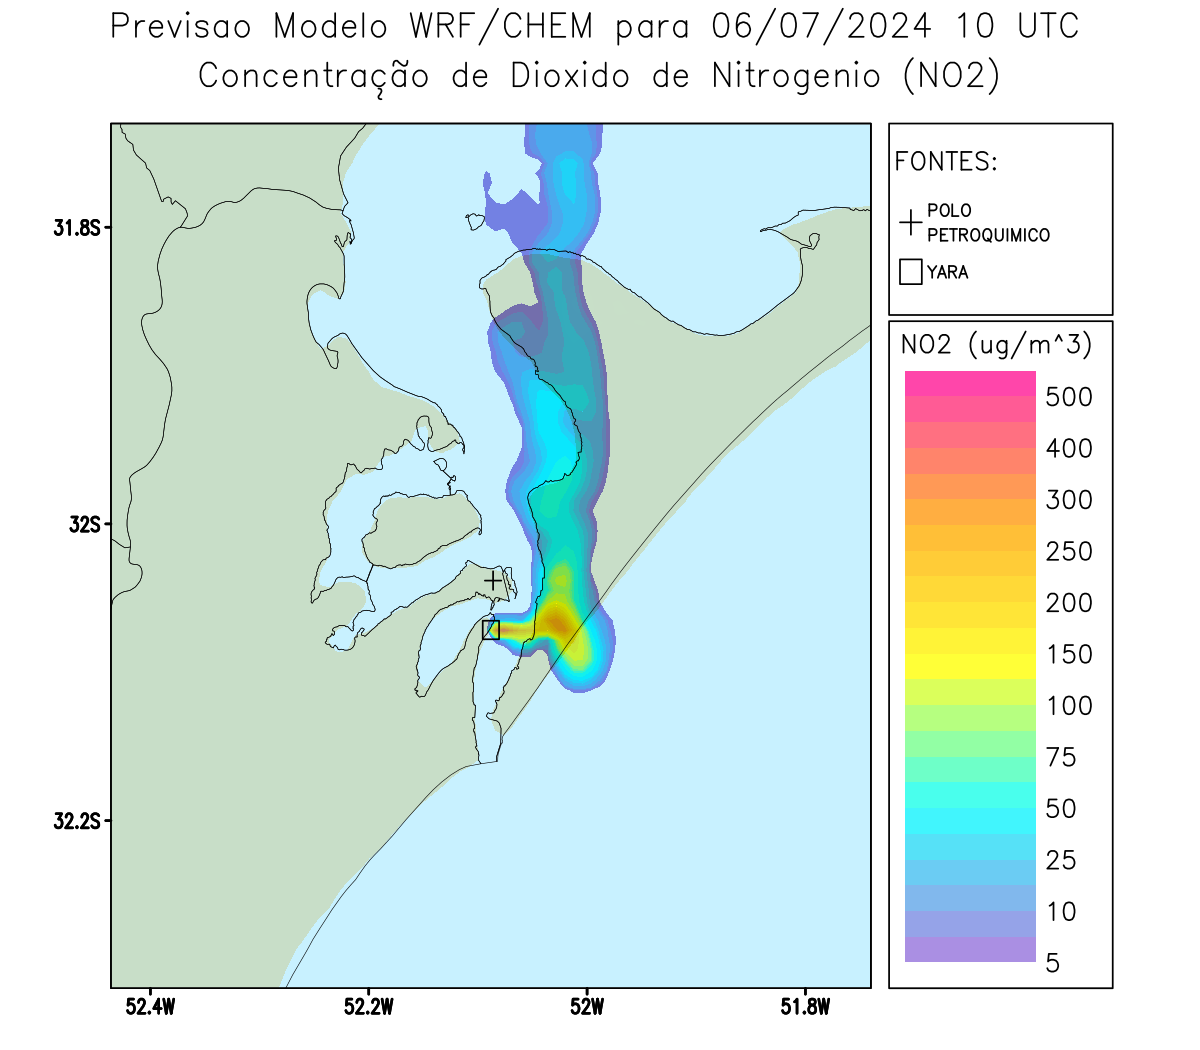 Previsao Modelo WRF/CHEM para 06/07/2024 10 UTC
Concentração de Dioxido de Nitrogenio (NO2)
FONTES:
POLO
PETROQUIMICO
YARA
NO2 (ug/m^3)
500
400
300
250
200
150
100
75
50
25
10
5
31.8S
32S
32.2S
52.4W
52.2W
52W
51.8W